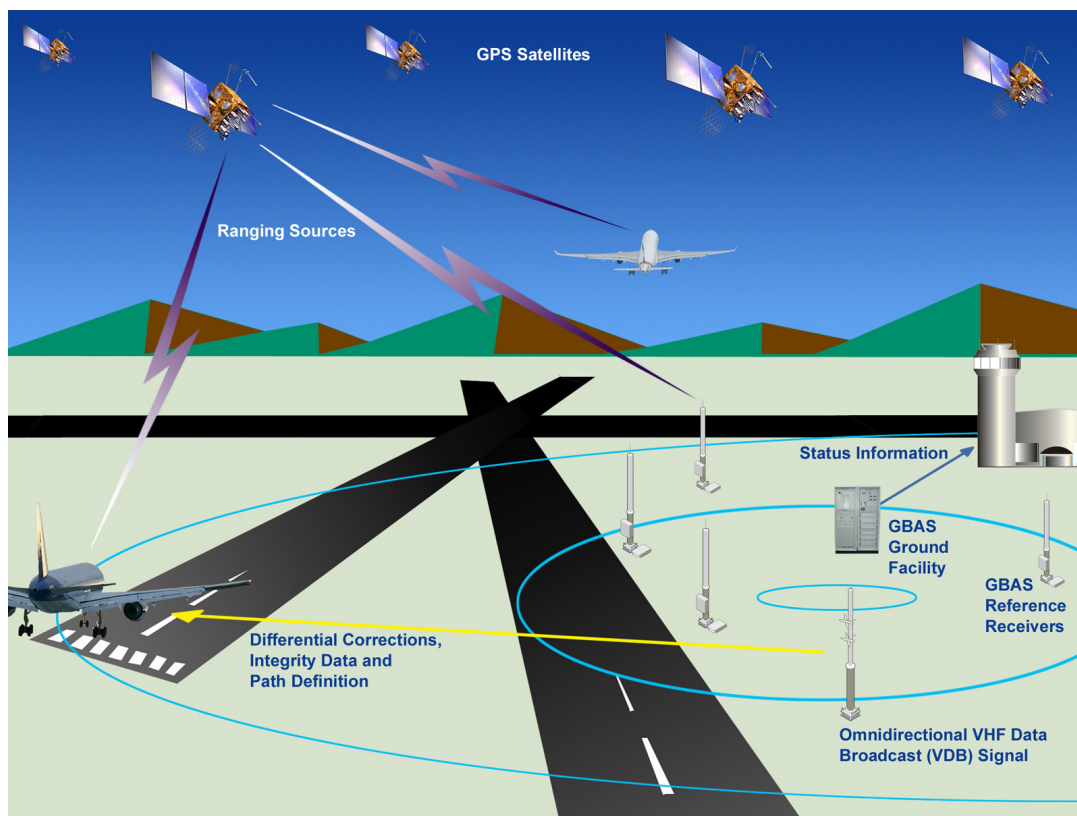 GPS Satellites
Ranging Sources
Status Information
GBAS
Ground
Facility
GBAS
Reference
Receivers
Differential Corrections,
Integrity Data and
Path Definition
Omnidirectional VHF Data
Broadcast (VDB) Signal